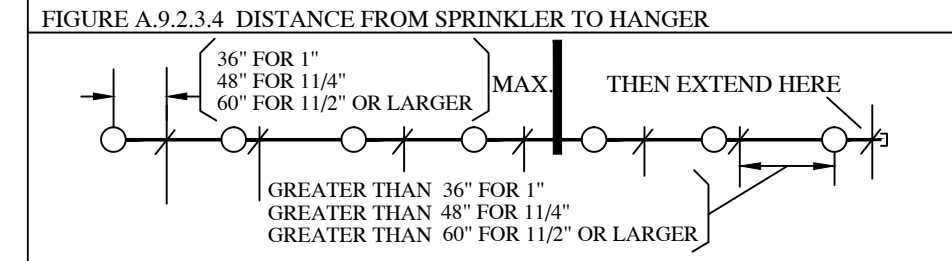 FIGURE A.9.2.3.4 DISTANCE FROM SPRINKLER TO HANGER
36" FOR 1"
48" FOR 11/4"
60" FOR 11/2" OR LARGER
MAX.
THEN EXTEND HERE
GREATER THAN 36" FOR 1"
GREATER THAN 48" FOR 11/4"
GREATER THAN 60" FOR 11/2" OR LARGER